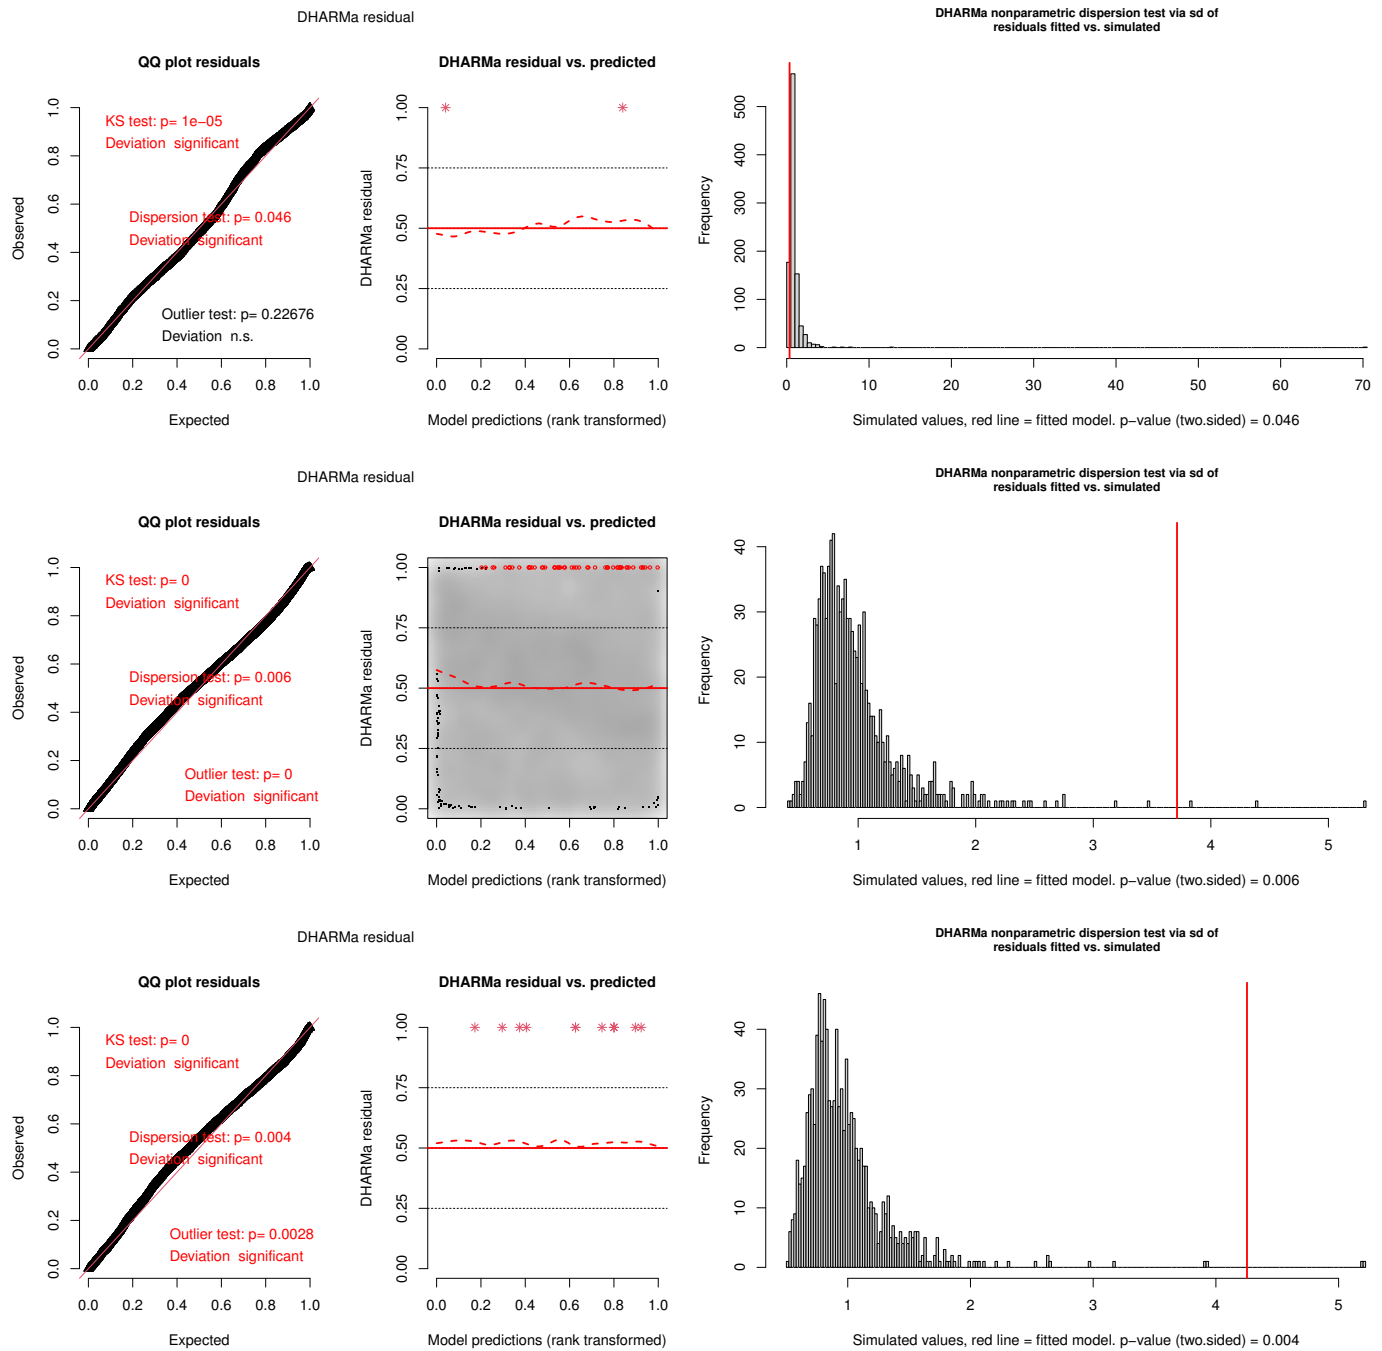 DHARMa residual
QQ plot residuals
KS test: p= 1e−05
Deviation significant
Dispersion test: p= 0.046
Deviation significant
Outlier test: p= 0.22676
Deviation n.s.
Observed
0.0 0.2 0.4 0.6 0.8 1.0
0.0 0.2 0.4 0.6 0.8 1.0
Expected
DHARMa residual vs. predicted
DHARMa residual
0.00 0.25 0.50 0.75 1.00
0.0 0.2 0.4 0.6 0.8 1.0
Model predictions (rank transformed)
DHARMa nonparametric dispersion test via sd of
residuals fitted vs. simulated
Frequency
0 100 200 300 400 500
0 10 20 30 40 50 60 70
Simulated values, red line = fitted model. p−value (two.sided) = 0.046
DHARMa residual
QQ plot residuals
KS test: p= 0
Deviation significant
Dispersion test: p= 0.006
Deviation significant
Outlier test: p= 0
Deviation significant
Observed
0.0 0.2 0.4 0.6 0.8 1.0
0.0 0.2 0.4 0.6 0.8 1.0
Expected
DHARMa residual vs. predicted
DHARMa residual
0.00 0.25 0.50 0.75 1.00
0.0 0.2 0.4 0.6 0.8 1.0
Model predictions (rank transformed)
DHARMa nonparametric dispersion test via sd of
residuals fitted vs. simulated
Frequency
0 10 20 30 40
1 2 3 4 5
Simulated values, red line = fitted model. p−value (two.sided) = 0.006
DHARMa residual
QQ plot residuals
KS test: p= 0
Deviation significant
Dispersion test: p= 0.004
Deviation significant
Outlier test: p= 0.0028
Deviation significant
Observed
0.0 0.2 0.4 0.6 0.8 1.0
0.0 0.2 0.4 0.6 0.8 1.0
Expected
DHARMa residual vs. predicted
DHARMa residual
0.00 0.25 0.50 0.75 1.00
0.0 0.2 0.4 0.6 0.8 1.0
Model predictions (rank transformed)
DHARMa nonparametric dispersion test via sd of
residuals fitted vs. simulated
Frequency
0 10 20 30 40
1 2 3 4 5
Simulated values, red line = fitted model. p−value (two.sided) = 0.004